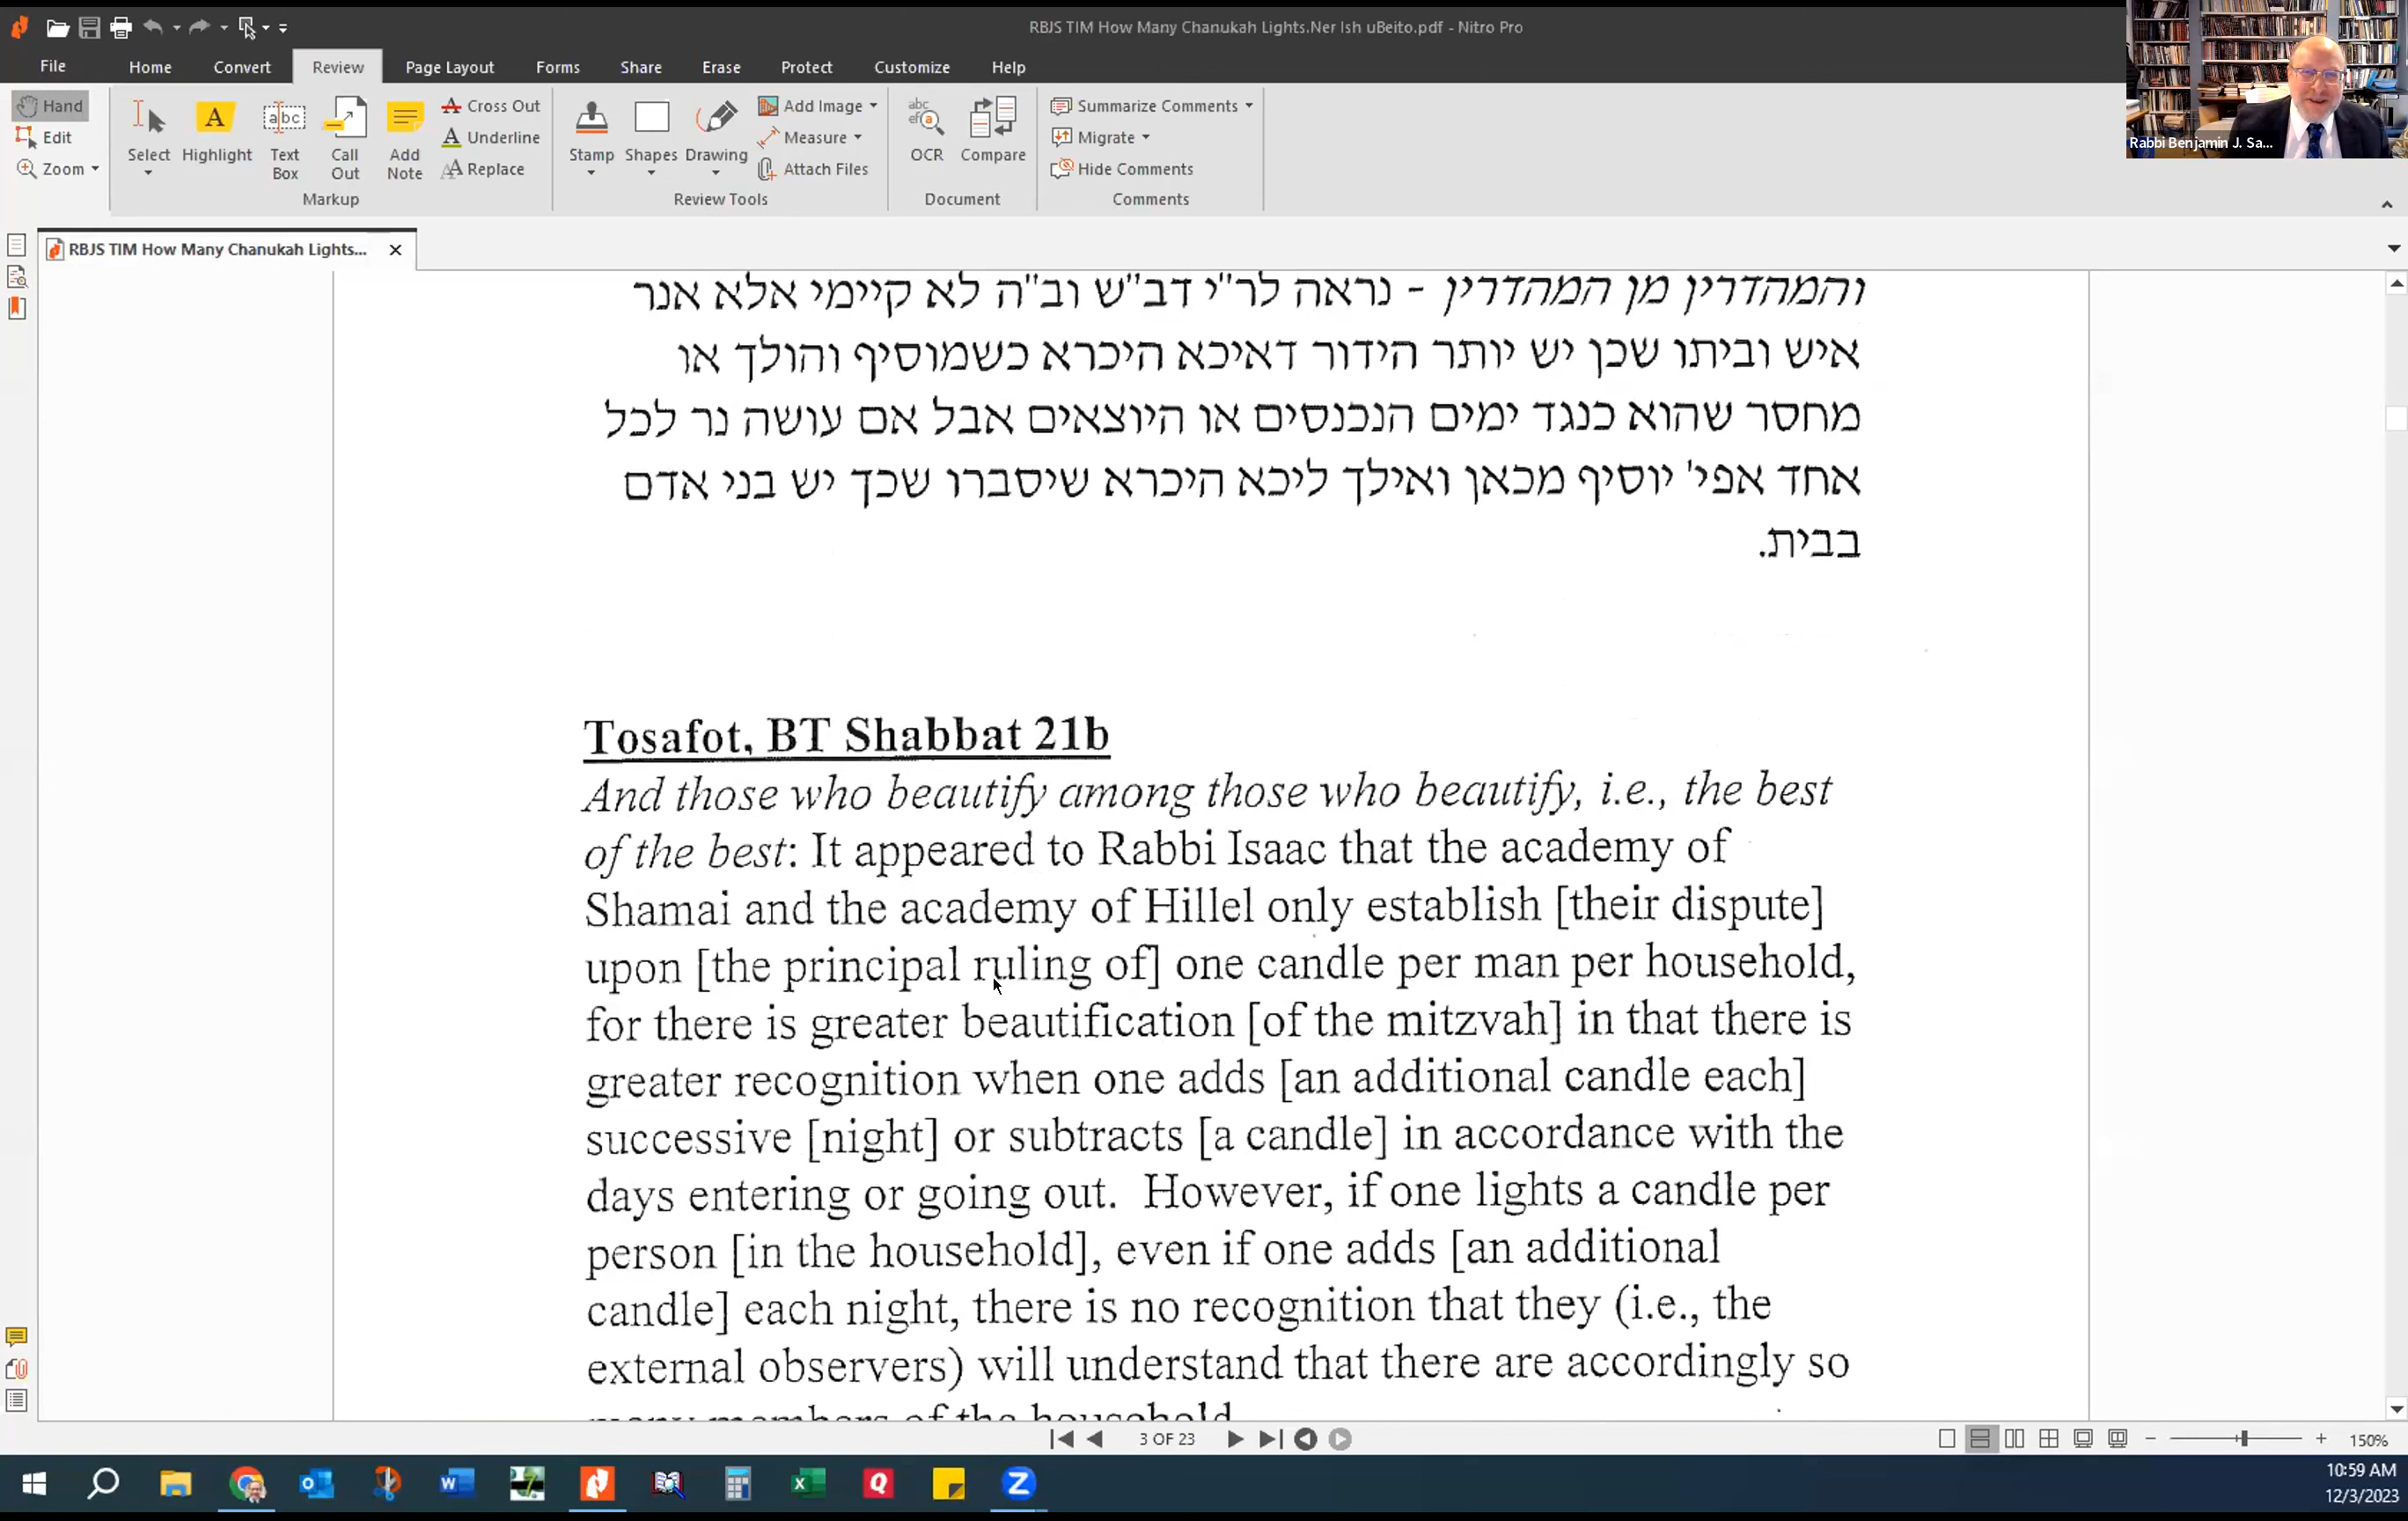 RBJS TIM How Many Chanukah Lights.Ner Ish uBeito.pdf - Nitro Pro
File Home Convert Review Page Layout Forms Share Erase Protect Customize Help
Hand
Edit
Zoom
Select
Highlight
Text Box
Call Out
Add Note
Cross Out
Underline
Replace
Markup
Stamp
Shapes
Drawing
Add Image
Measure
Attach Files
Review Tools
OCR
Compare
Document
Summarize Comments
Migrate
Hide Comments
Comments
Rabbi Benjamin J. Sa...
RBJS TIM How Many Chanukah Lights...
והמהדרין מן המהדרין - נראה לר"י דב"ש וב"ה לא קיימי אלא אנר
איש וביתו שכן יש יותר הידור דאיכא היכרא כשמוסיף והולך או
מחסר שהוא כנגד ימים הנכנסים או היוצאים אבל אם עושה נר לכל
אחד אפי' יוסיף מכאן ואילך ליכא היכרא שיסברו שכך יש בני אדם
בבית.
Tosafot, BT Shabbat 21b
And those who beautify among those who beautify, i.e., the best
of the best: It appeared to Rabbi Isaac that the academy of
Shamai and the academy of Hillel only establish [their dispute]
upon [the principal ruling of] one candle per man per household,
for there is greater beautification [of the mitzvah] in that there is
greater recognition when one adds [an additional candle each]
successive [night] or subtracts [a candle] in accordance with the
days entering or going out. However, if one lights a candle per
person [in the household], even if one adds [an additional
candle] each night, there is no recognition that they (i.e., the
external observers) will understand that there are accordingly so
many members of the household
3 OF 23
150%
10:59 AM
12/3/2023